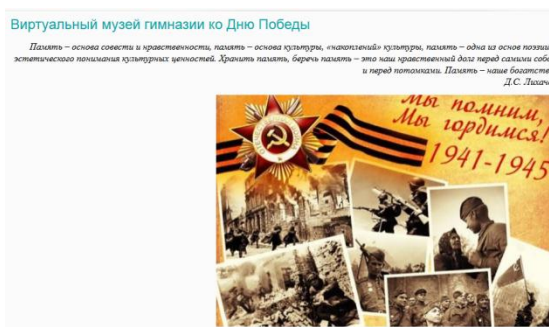 Виртуальный музей гимназии ко Дню Победы
Память – основа совести и нравственности, память – основа культуры, «накоплений» культуры, память – одна из основ поэзии
эстетического понимания культурных ценностей. Хранить память, беречь память – это наш нравственный долг перед самими соб
и перед потомками. Память – наше богатств
Д.С. Лихач
Мы помним,
Мы гордимся!
1941-1945